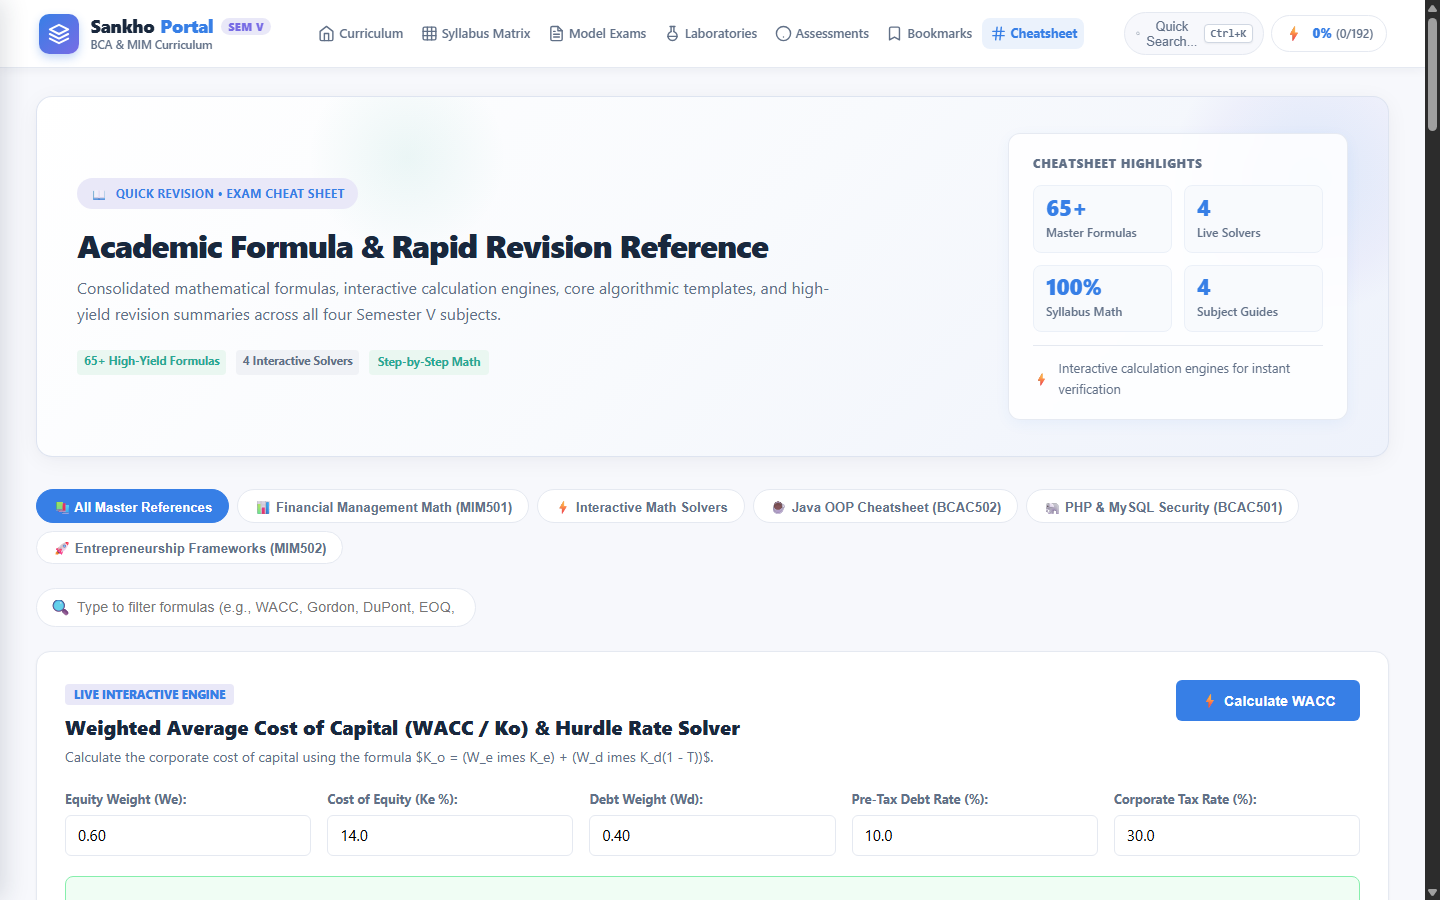 Sankho Portal SEM V
BCA & MIM Curriculum
Curriculum
Syllabus Matrix
Model Exams
Laboratories
Assessments
Bookmarks
Cheatsheet
Quick
Search...
Ctrl+K
0% (0/192)
QUICK REVISION • EXAM CHEAT SHEET
Academic Formula & Rapid Revision Reference
Consolidated mathematical formulas, interactive calculation engines, core algorithmic templates, and high-
yield revision summaries across all four Semester V subjects.
65+ High-Yield Formulas
4 Interactive Solvers
Step-by-Step Math
CHEATSHEET HIGHLIGHTS
65+
Master Formulas
4
Live Solvers
100%
Syllabus Math
4
Subject Guides
Interactive calculation engines for instant
verification
All Master References
Financial Management Math (MIM501)
Interactive Math Solvers
Java OOP Cheatsheet (BCAC502)
PHP & MySQL Security (BCAC501)
Entrepreneurship Frameworks (MIM502)
Type to filter formulas (e.g., WACC, Gordon, DuPont, EOQ,
LIVE INTERACTIVE ENGINE
Calculate WACC
Weighted Average Cost of Capital (WACC / Ko) & Hurdle Rate Solver
Calculate the corporate cost of capital using the formula $K_o = (W_e imes K_e) + (W_d imes K_d(1 - T))$.
Equity Weight (We):
0.60
Cost of Equity (Ke %):
14.0
Debt Weight (Wd):
0.40
Pre-Tax Debt Rate (%):
10.0
Corporate Tax Rate (%):
30.0